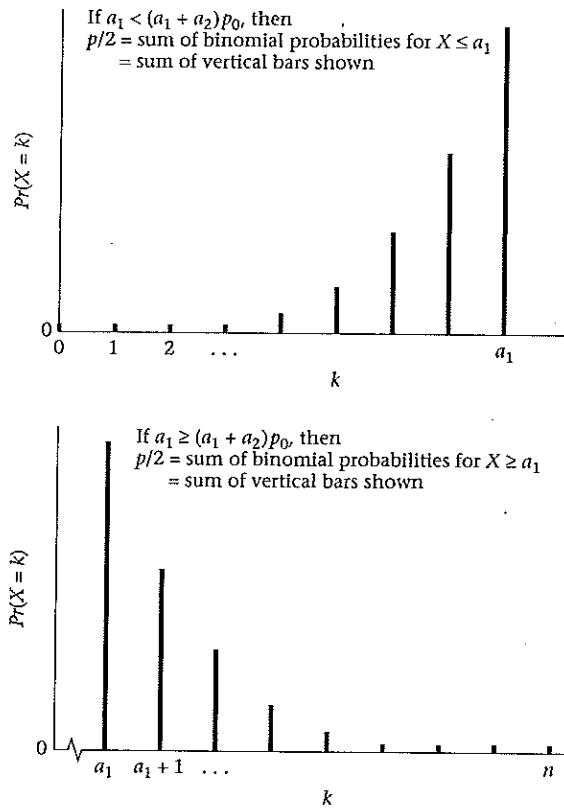 If a₁ < (a₁ + a₂)p₀, then
p/2 = sum of binomial probabilities for X ≤ a₁
= sum of vertical bars shown
Pr(X = k)
0
0 1 2 ... a₁
k
If a₁ ≥ (a₁ + a₂)p₀, then
p/2 = sum of binomial probabilities for X ≥ a₁
= sum of vertical bars shown
Pr(X = k)
0
a₁ a₁ + 1 ... n
k